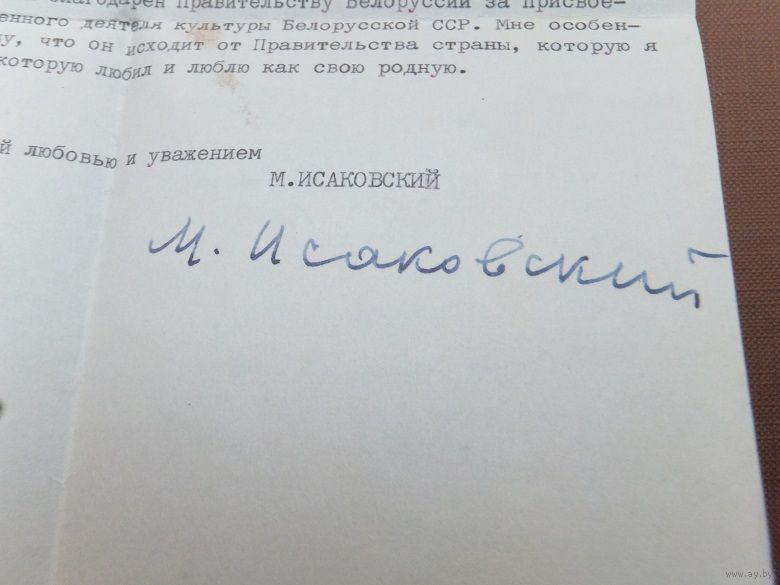 благодарен Правительству Белоруссии за присвое-
енного деятеля культуры Белорусской ССР. Мне особен-
му, что он исходит от Правительства страны, которую я
которую любил и люблю как свою родную.
й любовью и уважением
М.ИСАКОВСКИЙ
М. Исаковский
www.ay.by